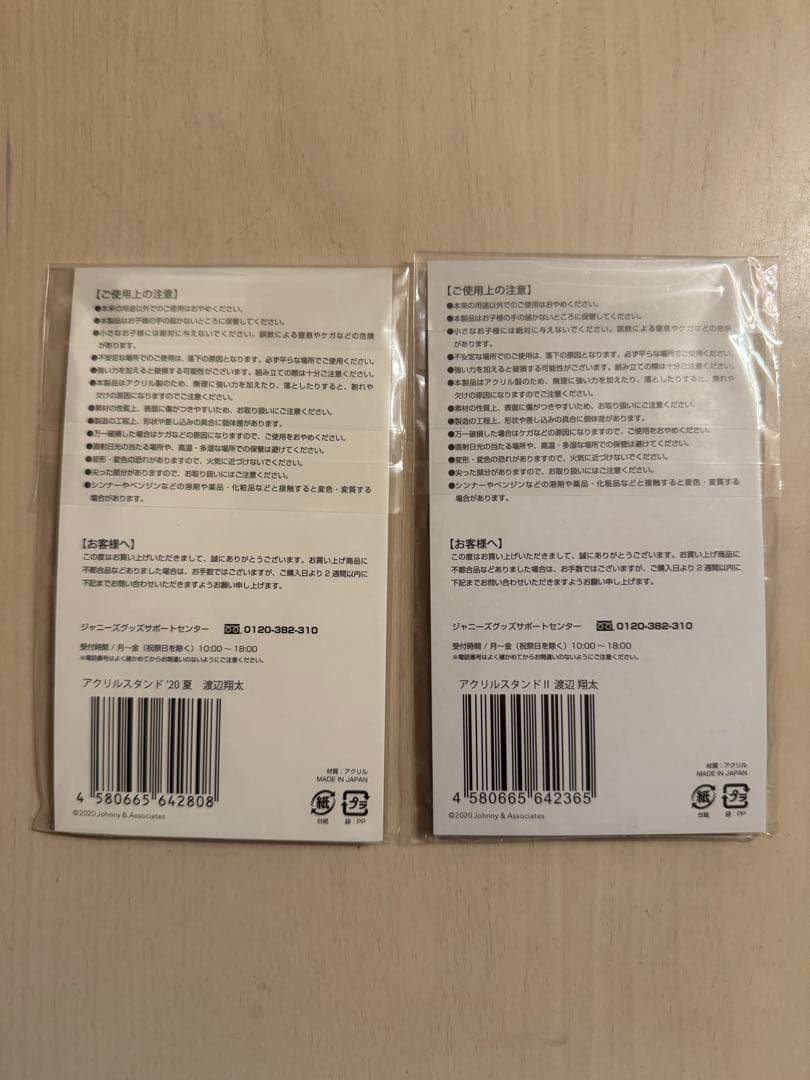 【ご使用上の注意】
●本来の用途以外でのご使用はおやめください。
●本製品はお子様の手の届かないところに保管してください。
●小さなお子様には絶対に与えないでください。誤飲による窒息やケガなどの危険
があります。
●不安定な場所でのご使用は、落下の原因となります。必ず平らな場所でご使用ください。
●強い力を加えると破損する可能性がございます。組み立ての際は十分ご注意ください。
●本製品はアクリル製のため、無理に強い力を加えたり、落としたりすると、割れや
欠けの原因になりますのでご注意ください。
●素材の性質上、表面に傷がつきやすいため、お取り扱いにご注意ください。
●製造の工程上、形状や差し込みの具合に個体差があります。
●万一破損した場合はケガなどの原因になりますので、ご使用をおやめください。
●直射日光の当たる場所や、高温・多湿な場所での保管は避けてください。
●変形・変色の恐れがありますので、火気に近づけないでください。
●尖った部分がありますので、お取り扱いにはご注意ください。
●シンナーやベンジンなどの溶剤や薬品・化粧品などと接触すると変色・変質する
場合があります。
【お客様へ】
この度はお買い上げいただきまして、誠にありがとうございます。お買い上げ商品に
不都合品などありました場合は、お手数ではございますが、ご購入日より2週間以内に
下記までお問い合わせいただきますようお願い申し上げます。
ジャニーズグッズサポートセンター 0120-382-310
受付時間 / 月〜金（祝祭日を除く）10:00〜18:00
※電話番号はよく確かめてからお間違いのないようにご注意ください。
アクリルスタンド '20 夏 渡辺翔太
材質：アクリル
MADE IN JAPAN
4 580665 642808
紙 プラ
台紙 袋：PP
©2020 Johnny & Associates
【ご使用上の注意】
●本来の用途以外でのご使用はおやめください。
●本製品はお子様の手の届かないところに保管してください。
●小さなお子様には絶対に与えないでください。誤飲による窒息やケガなどの危険
があります。
●不安定な場所でのご使用は、落下の原因となります。必ず平らな場所でご使用ください。
●強い力を加えると破損する可能性がございます。組み立ての際は十分ご注意ください。
●本製品はアクリル製のため、無理に強い力を加えたり、落としたりすると、割れや
欠けの原因になりますのでご注意ください。
●素材の性質上、表面に傷がつきやすいため、お取り扱いにご注意ください。
●製造の工程上、形状や差し込みの具合に個体差があります。
●万一破損した場合はケガなどの原因になりますので、ご使用をおやめください。
●直射日光の当たる場所や、高温・多湿な場所での保管は避けてください。
●変形・変色の恐れがありますので、火気に近づけないでください。
●尖った部分がありますので、お取り扱いにはご注意ください。
●シンナーやベンジンなどの溶剤や薬品・化粧品などと接触すると変色・変質する
場合があります。
【お客様へ】
この度はお買い上げいただきまして、誠にありがとうございます。お買い上げ商品に
不都合品などありました場合は、お手数ではございますが、ご購入日より2週間以内に
下記までお問い合わせいただきますようお願い申し上げます。
ジャニーズグッズサポートセンター 0120-382-310
受付時間 / 月〜金（祝祭日を除く）10:00〜18:00
※電話番号はよく確かめてからお間違いのないようにご注意ください。
アクリルスタンド II 渡辺 翔太
材質：アクリル
MADE IN JAPAN
4 580665 642365
紙 プラ
台紙 袋：PP
©2020 Johnny & Associates